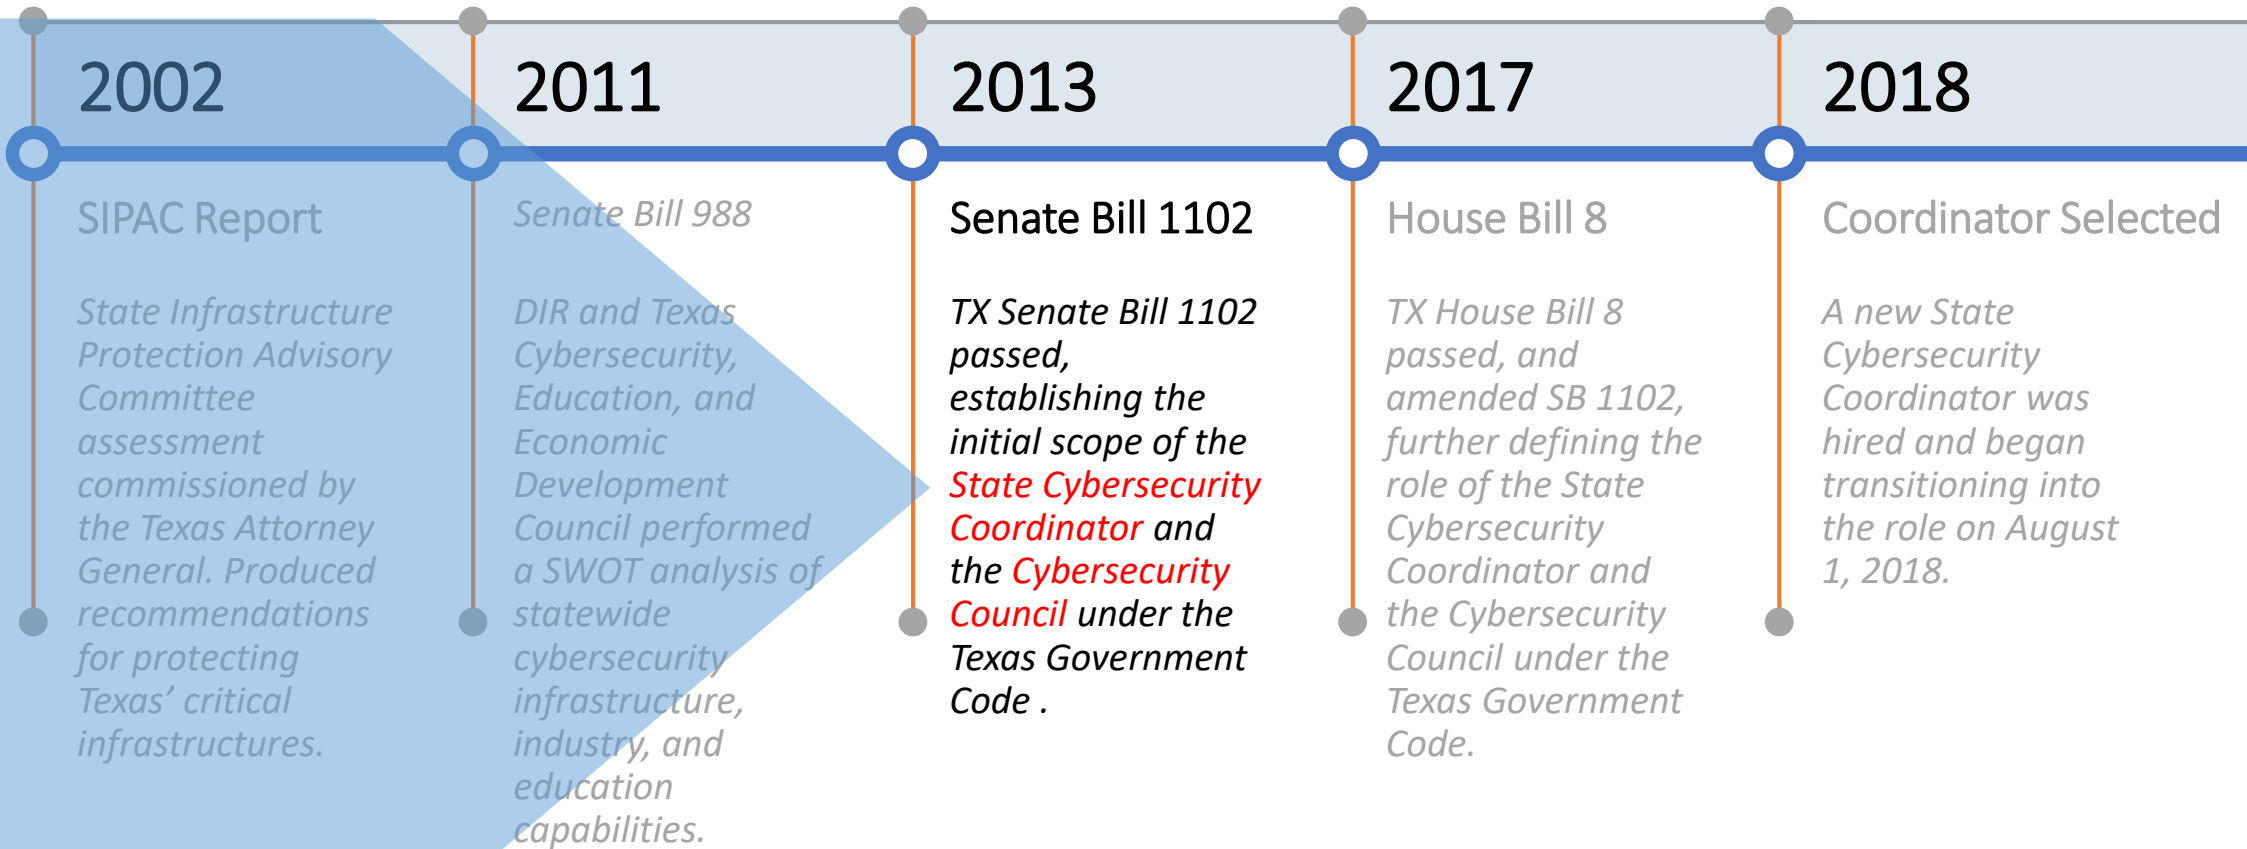 2002
SIPAC Report
State Infrastructure
Protection Advisory
Committee
assessment
commissioned by
the Texas Attorney
General. Produced
recommendations
for protecting
Texas’ critical
infrastructures.
2011
Senate Bill 988
DIR and Texas
Cybersecurity,
Education, and
Economic
Development
Council performed
a SWOT analysis of
statewide
cybersecurity
infrastructure,
industry, and
education
capabilities.
2013
Senate Bill 1102
TX Senate Bill 1102
passed,
establishing the
initial scope of the
State Cybersecurity
Coordinator and
the Cybersecurity
Council under the
Texas Government
Code .
2017
House Bill 8
TX House Bill 8
passed, and
amended SB 1102,
further defining the
role of the State
Cybersecurity
Coordinator and
the Cybersecurity
Council under the
Texas Government
Code.
2018
Coordinator Selected
A new State
Cybersecurity
Coordinator was
hired and began
transitioning into
the role on August
1, 2018.